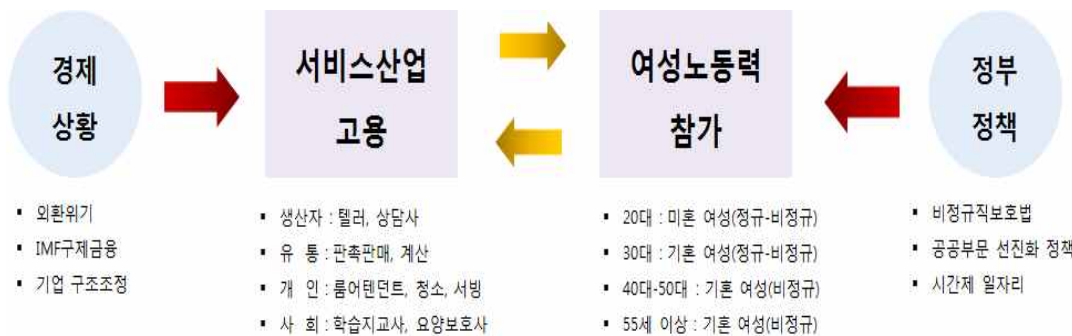 경제
상황
서비스산업
고용
여성노동력
참가
정부
정책
▪ 외환위기
▪ IMF구제금융
▪ 기업 구조조정
▪ 생산자 : 텔러, 상담사
▪ 유 통 : 판촉판매, 계산
▪ 개 인 : 룸어텐던트, 청소, 서빙
▪ 사 회 : 학습지교사, 요양보호사
▪ 20대 : 미혼 여성(정규-비정규)
▪ 30대 : 기혼 여성(정규-비정규)
▪ 40대-50대 : 기혼 여성(비정규)
▪ 55세 이상 : 기혼 여성(비정규)
▪ 비정규직보호법
▪ 공공부문 선진화 정책
▪ 시간제 일자리